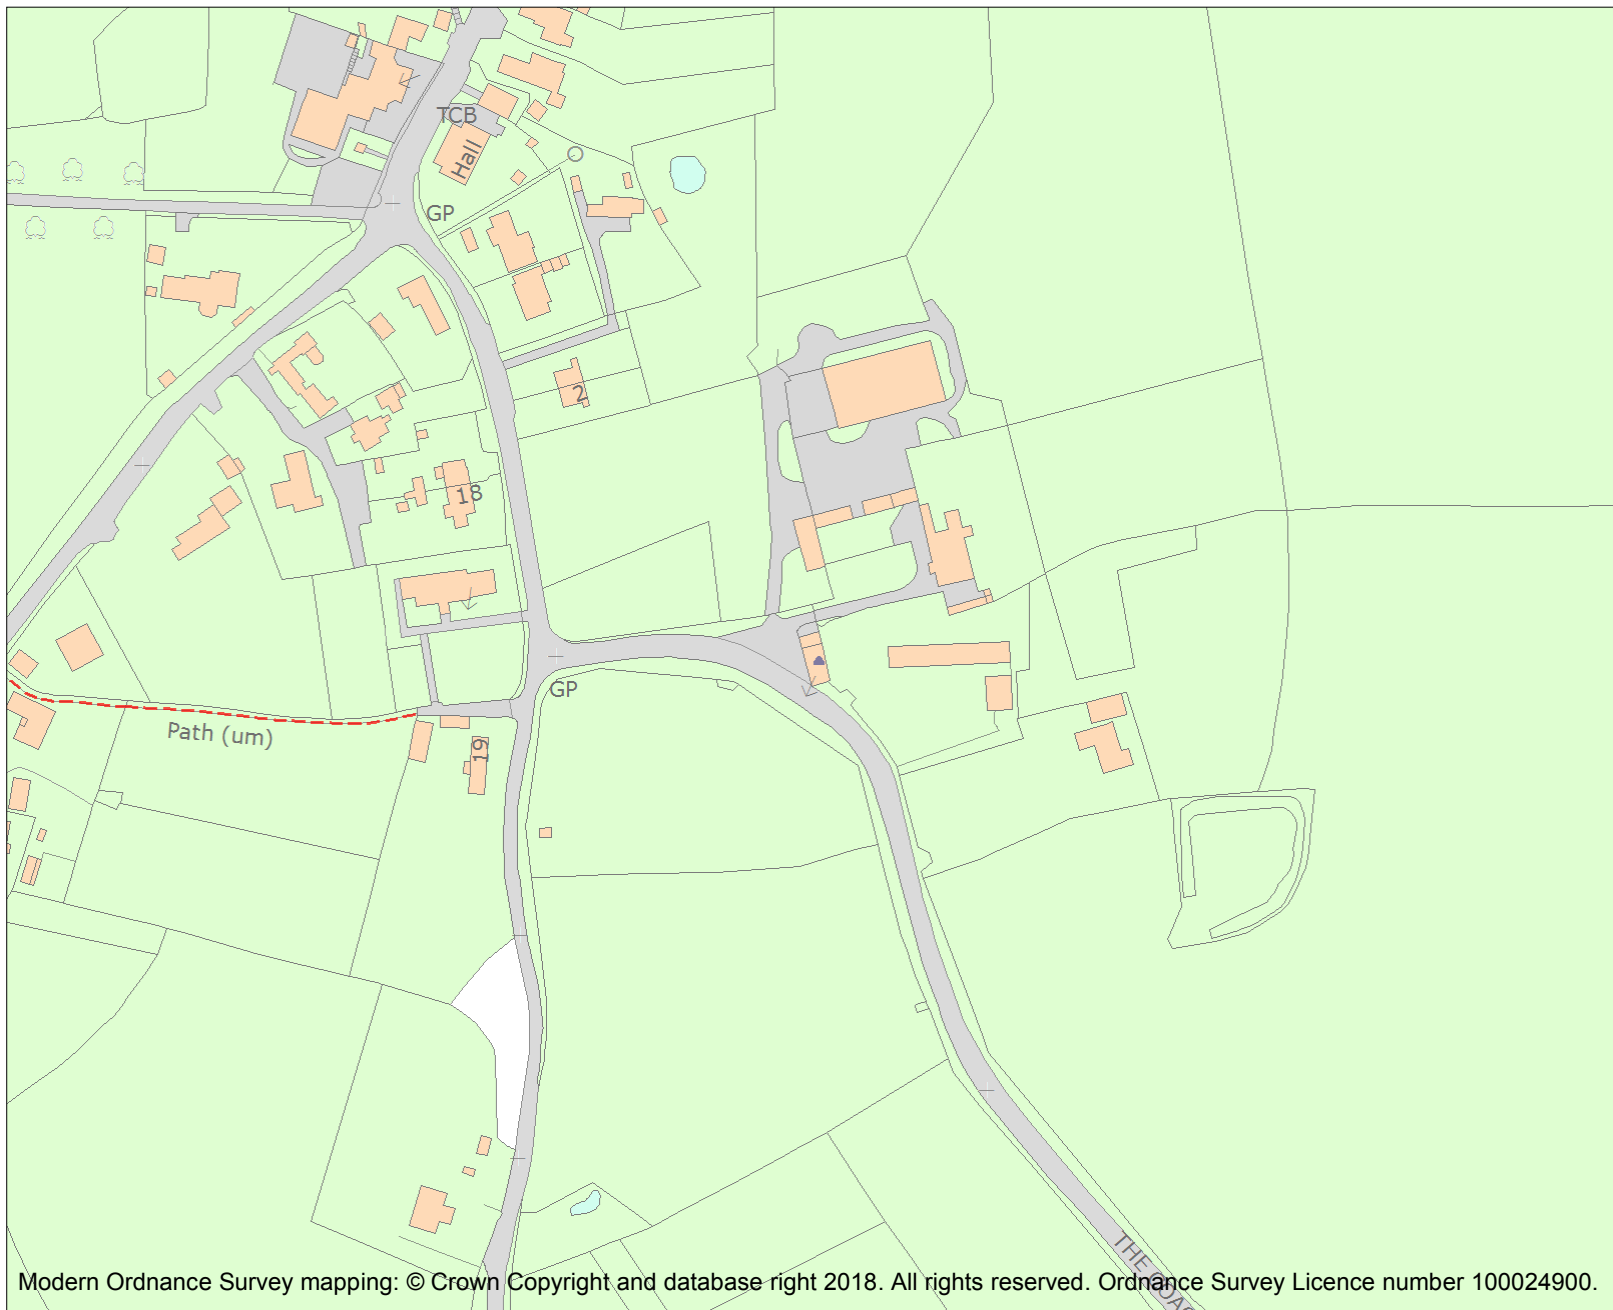 TCB
Hall
GP
2
18
GP
Path (um)
19
THE COAC
Modern Ordnance Survey mapping: © Crown Copyright and database right 2018. All rights reserved. Ordnance Survey Licence number 100024900.